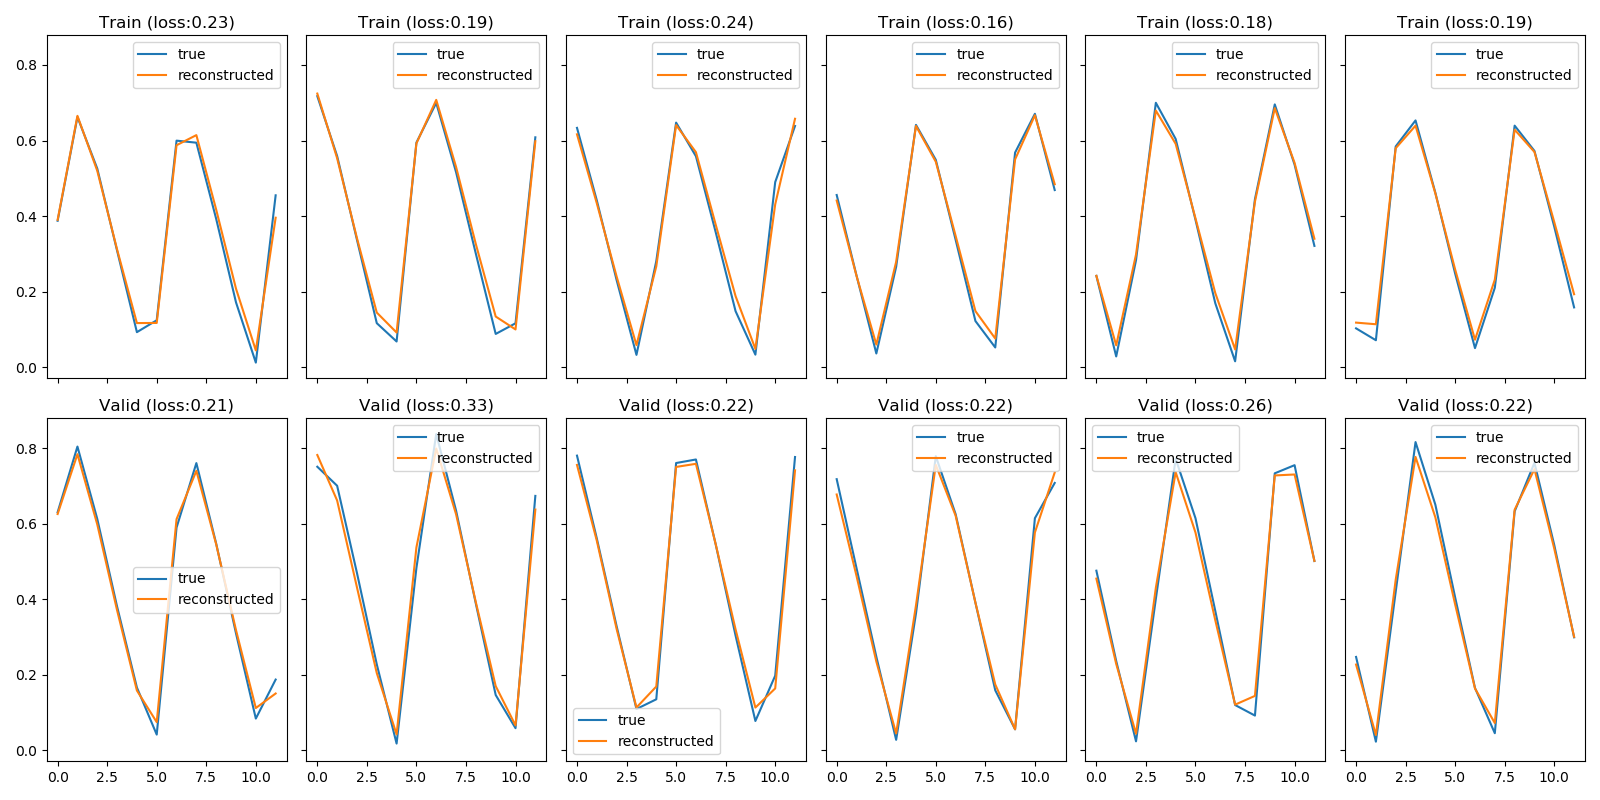 Train (loss:0.23)
Train (loss:0.19)
Train (loss:0.24)
Train (loss:0.16)
Train (loss:0.18)
Train (loss:0.19)
true
reconstructed
true
reconstructed
true
reconstructed
true
reconstructed
true
reconstructed
true
reconstructed
0.8
0.6
0.4
0.2
0.0
0.0 2.5 5.0 7.5 10.0
0.0 2.5 5.0 7.5 10.0
0.0 2.5 5.0 7.5 10.0
0.0 2.5 5.0 7.5 10.0
0.0 2.5 5.0 7.5 10.0
0.0 2.5 5.0 7.5 10.0
Valid (loss:0.21)
Valid (loss:0.33)
Valid (loss:0.22)
Valid (loss:0.22)
Valid (loss:0.26)
Valid (loss:0.22)
true
reconstructed
true
reconstructed
true
reconstructed
true
reconstructed
true
reconstructed
true
reconstructed
0.8
0.6
0.4
0.2
0.0